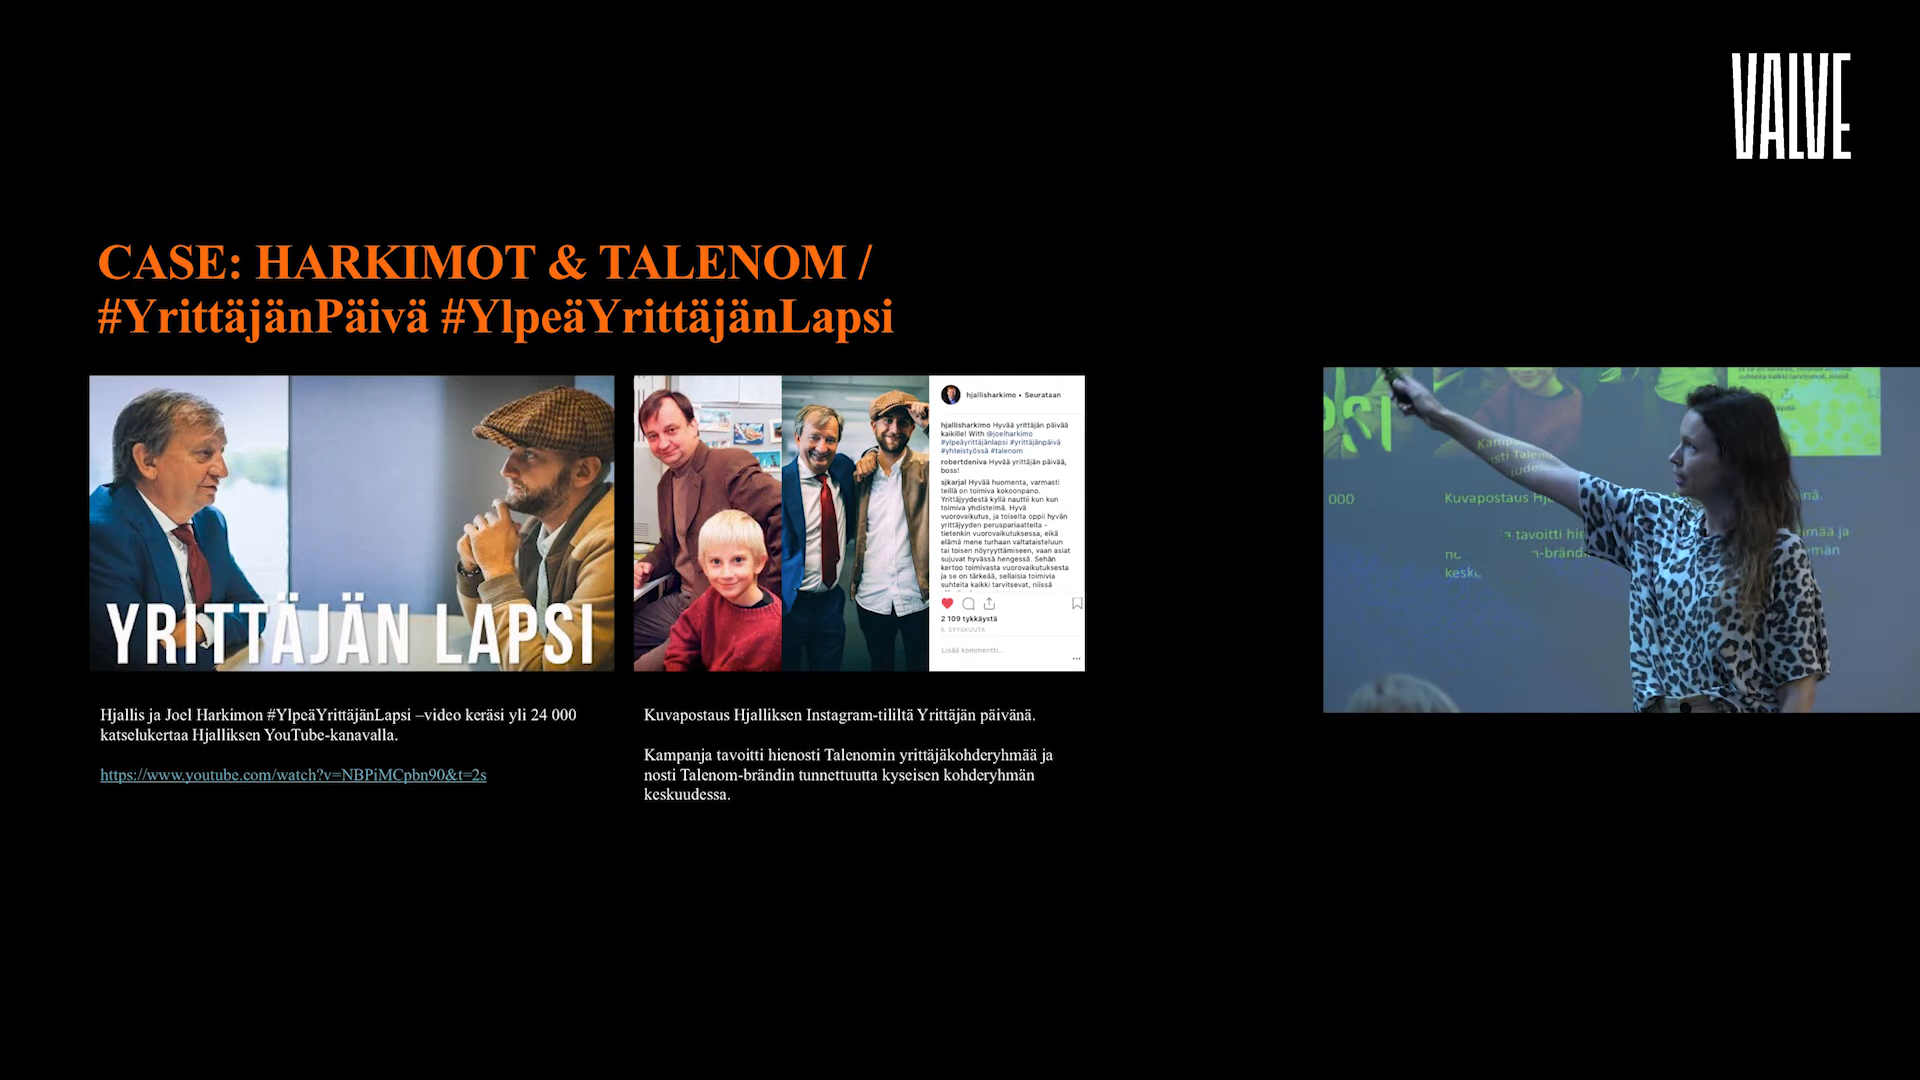 VALVE
CASE: HARKIMOT & TALENOM /
#YrittäjänPäivä #YlpeäYrittäjänLapsi
YRITTÄJÄN LAPSI
hjallisharkimo • Seurataan
hjallisharkimo Hyvää yrittäjän päivää
kaikille! With @joelharkimo
#ylpeäyrittäjänlapsi #yrittäjänpäivä
#yhteistyössä #talenom
robertdeniva Hyvää yrittäjän päivää,
boss!
sjkarjal Hyvää huomenta, varmasti
teillä on toimiva kokoonpano.
Yrittäjyydestä kyllä nauttii kun kun
toimiva yhdistelmä. Hyvä
vuorovaikutus, ja toiselta oppii hyvän
yrittäjyyden peruspariaatteita -
tietenkin vuorovaikutuksessa, eikä
elämä mene turhaan valtataisteluun
tai toisen nöyryyttämiseen, vaan asiat
sujuvat hyvässä hengessä. Sehän
kertoo toimivasta vuorovaikutuksesta
ja se on tärkeää, sellaisia toimivia
suhteita kaikki tarvitsevat, niissä
2 109 tykkäystä
5. SYYSKUUTA
Lisää kommentti...
Hjallis ja Joel Harkimon #YlpeäYrittäjänLapsi –video keräsi yli 24 000
katselukertaa Hjalliksen YouTube-kanavalla.
https://www.youtube.com/watch?v=NBPiMCpbn90&t=2s
Kuvapostaus Hjalliksen Instagram-tililtä Yrittäjän päivänä.
Kampanja tavoitti hienosti Talenomin yrittäjäkohderyhmää ja
nosti Talenom-brändin tunnettuutta kyseisen kohderyhmän
keskuudessa.
000
Kuvapostaus
tavoitti